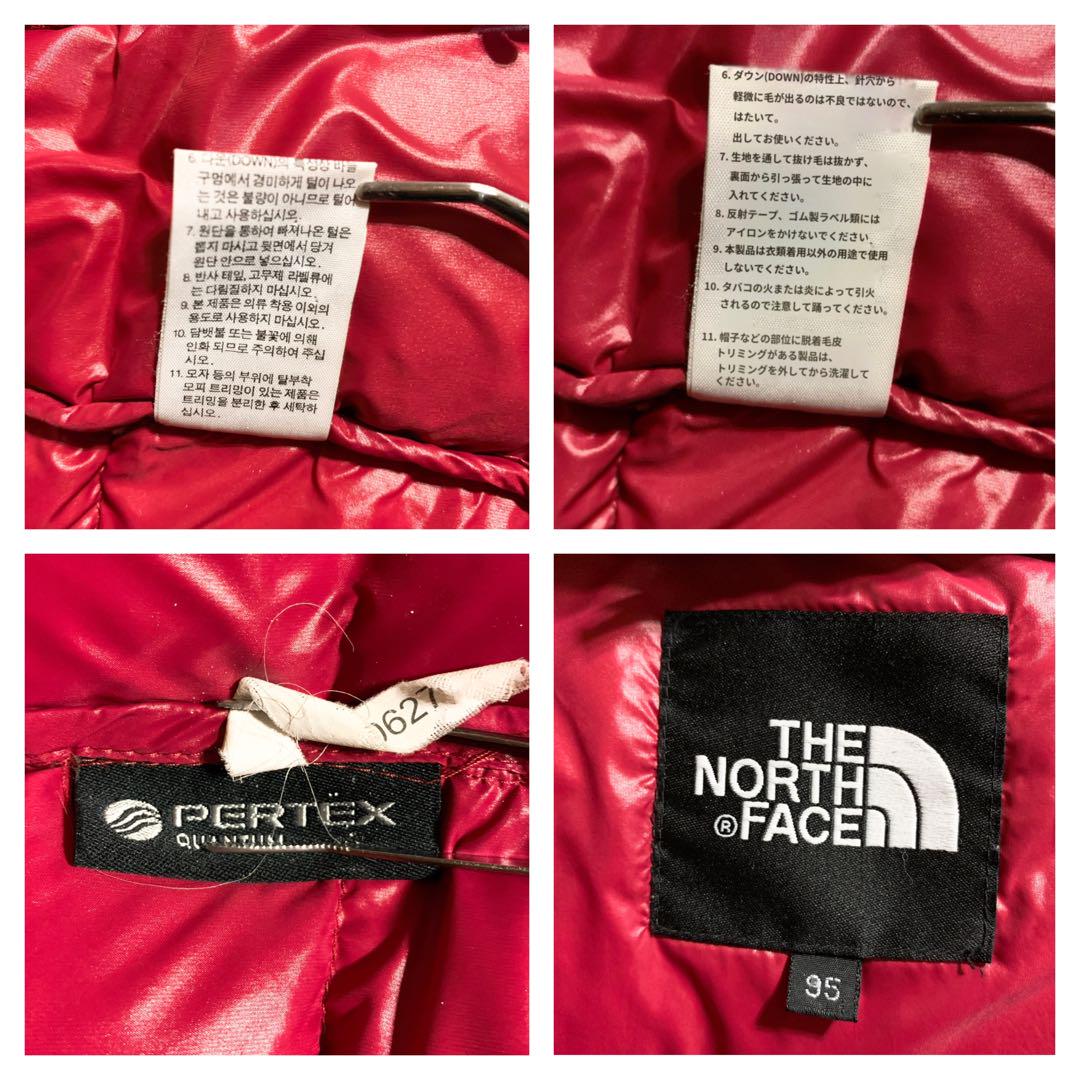 6. 다운(DOWN)의 특성상 바늘
구멍에서 경미하게 털이 나오
는 것은 불량이 아니므로 털어
내고 사용하십시오.
7. 원단을 통하여 빠져나온 털은
뽑지 마시고 뒷면에서 당겨
원단 안으로 넣으십시오.
8. 반사 테잎, 고무제 라벨류에
는 다림질하지 마십시오.
9. 본 제품은 의류 착용 이외의
용도로 사용하지 마십시오.
10. 담뱃불 또는 불꽃에 의해
인화 되므로 주의하여 주십
시오.
11. 모자 등의 부위에 탈부착
모피 트리밍이 있는 제품은
트리밍을 분리한 후 세탁하
십시오.
6. ダウン(DOWN)の特性上、針穴から
軽微に毛が出るのは不良ではないので、
はたいて。
出してお使いください。
7. 生地を通して抜け毛は抜かず、
裏面から引っ張って生地の中に
入れてください。
8. 反射テープ、ゴム製ラベル類には
アイロンをかけないでください.
9. 本製品は衣類着用以外の用途で使用
しないでください。
10. タバコの火または炎によって引火
されるので注意して踊ってください。
11. 帽子などの部位に脱着毛皮
トリミングがある製品は、
トリミングを外してから洗濯して
ください。
0627
PERTËX
QUANTUM
THE
NORTH
®FACE
95